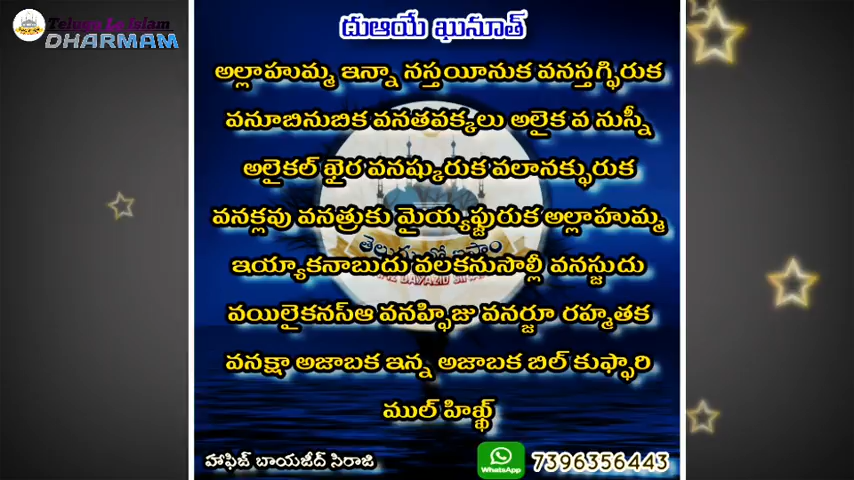 Telugu Lo Islam
DHARMAM
దుఆయే ఖునూత్
అల్లాహుమ్మ ఇన్నా నస్తయీనుక వనస్తగ్ఫిరుక
వనూబినుబిక వనతవక్కలు అలైక వ నుస్నీ
అలైకల్ ఖైర వనష్కురుక వలానక్ఫురుక
వనక్లవు వనత్రుకు మైయ్యఫ్జురుక అల్లాహుమ్మ
ఇయ్యాకనాబుదు వలకనుసొల్లీ వనస్జుదు
వయిలైకనస్ఆ వనహ్ఫిజు వనర్జూ రహ్మతక
వనక్షా అజాబక ఇన్న అజాబక బిల్ కుఫ్ఫారి
ముల్ హిఖ్ఖ్
హాఫిజ్ బాయజీద్ సిరాజి
WhatsApp
7396356443